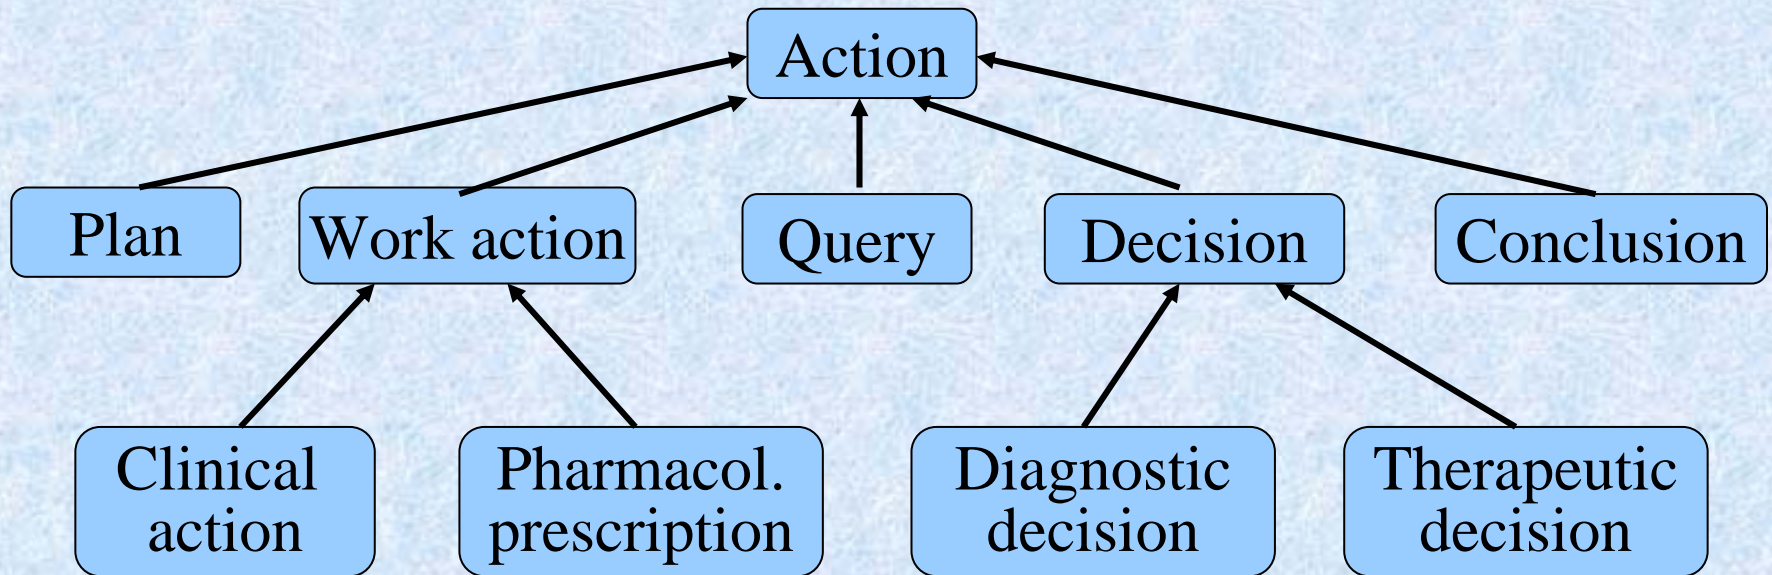 Action
Plan
Work action
Query
Decision
Conclusion
Clinical
action
Pharmacol.
prescription
Diagnostic
decision
Therapeutic
decision